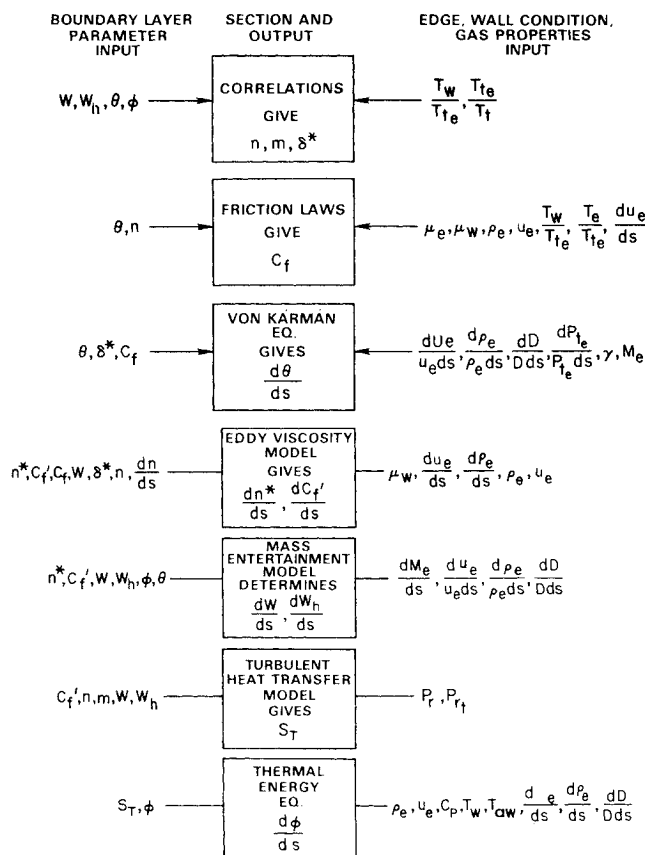 BOUNDARY LAYER PARAMETER INPUT
SECTION AND OUTPUT
EDGE, WALL CONDITION, GAS PROPERTIES INPUT
W, W_h, θ, φ
CORRELATIONS
GIVE
n, m, δ*
T_w/T_te, T_te/T_t
θ, n
FRICTION LAWS
GIVE
C_f
μ_e, μ_w, ρ_e, u_e, T_w/T_te, T_e/T_te, du_e/ds
θ, δ*, C_f
VON KÁRMÁN
EQ.
GIVES
dθ/ds
dU_e/u_e ds, dρ_e/ρ_e ds, dD/D ds, dP_te/P_te ds, γ, M_e
n*, C_f', C_f, W, δ*, n, dn/ds
EDDY VISCOSITY
MODEL
GIVES
dn*/ds, dC_f'/ds
μ_w, du_e/ds, dρ_e/ds, ρ_e, u_e
n*, C_f', W, W_h, φ, θ
MASS
ENTERTAINMENT
MODEL
DETERMINES
dW/ds, dW_h/ds
dM_e/ds, du_e/u_e ds, dρ_e/ρ_e ds, dD/D ds
C_f', n, m, W, W_h
TURBULENT
HEAT TRANSFER
MODEL
GIVES
S_T
P_r, P_rt
S_T, φ
THERMAL
ENERGY
EQ.
dφ/ds
ρ_e, u_e, C_p, T_w, T_aw, d_e/ds, dρ_e/ds, dD/D ds